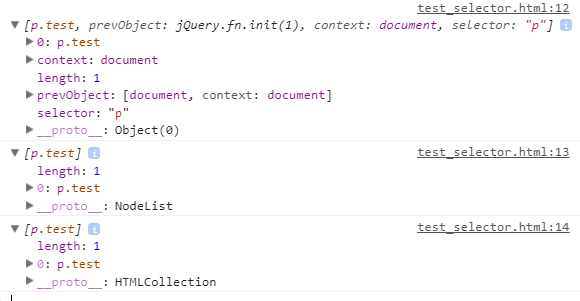 test_selector.html:12
▼ [p.test, prevObject: jQuery.fn.init(1), context: document, selector: "p"] i
▶ 0: p.test
▶ context: document
length: 1
▶ prevObject: [document, context: document]
selector: "p"
▶ __proto__: Object(0)
▼ [p.test] i test_selector.html:13
length: 1
▶ 0: p.test
▶ __proto__: NodeList
▼ [p.test] i test_selector.html:14
length: 1
▶ 0: p.test
▶ __proto__: HTMLCollection